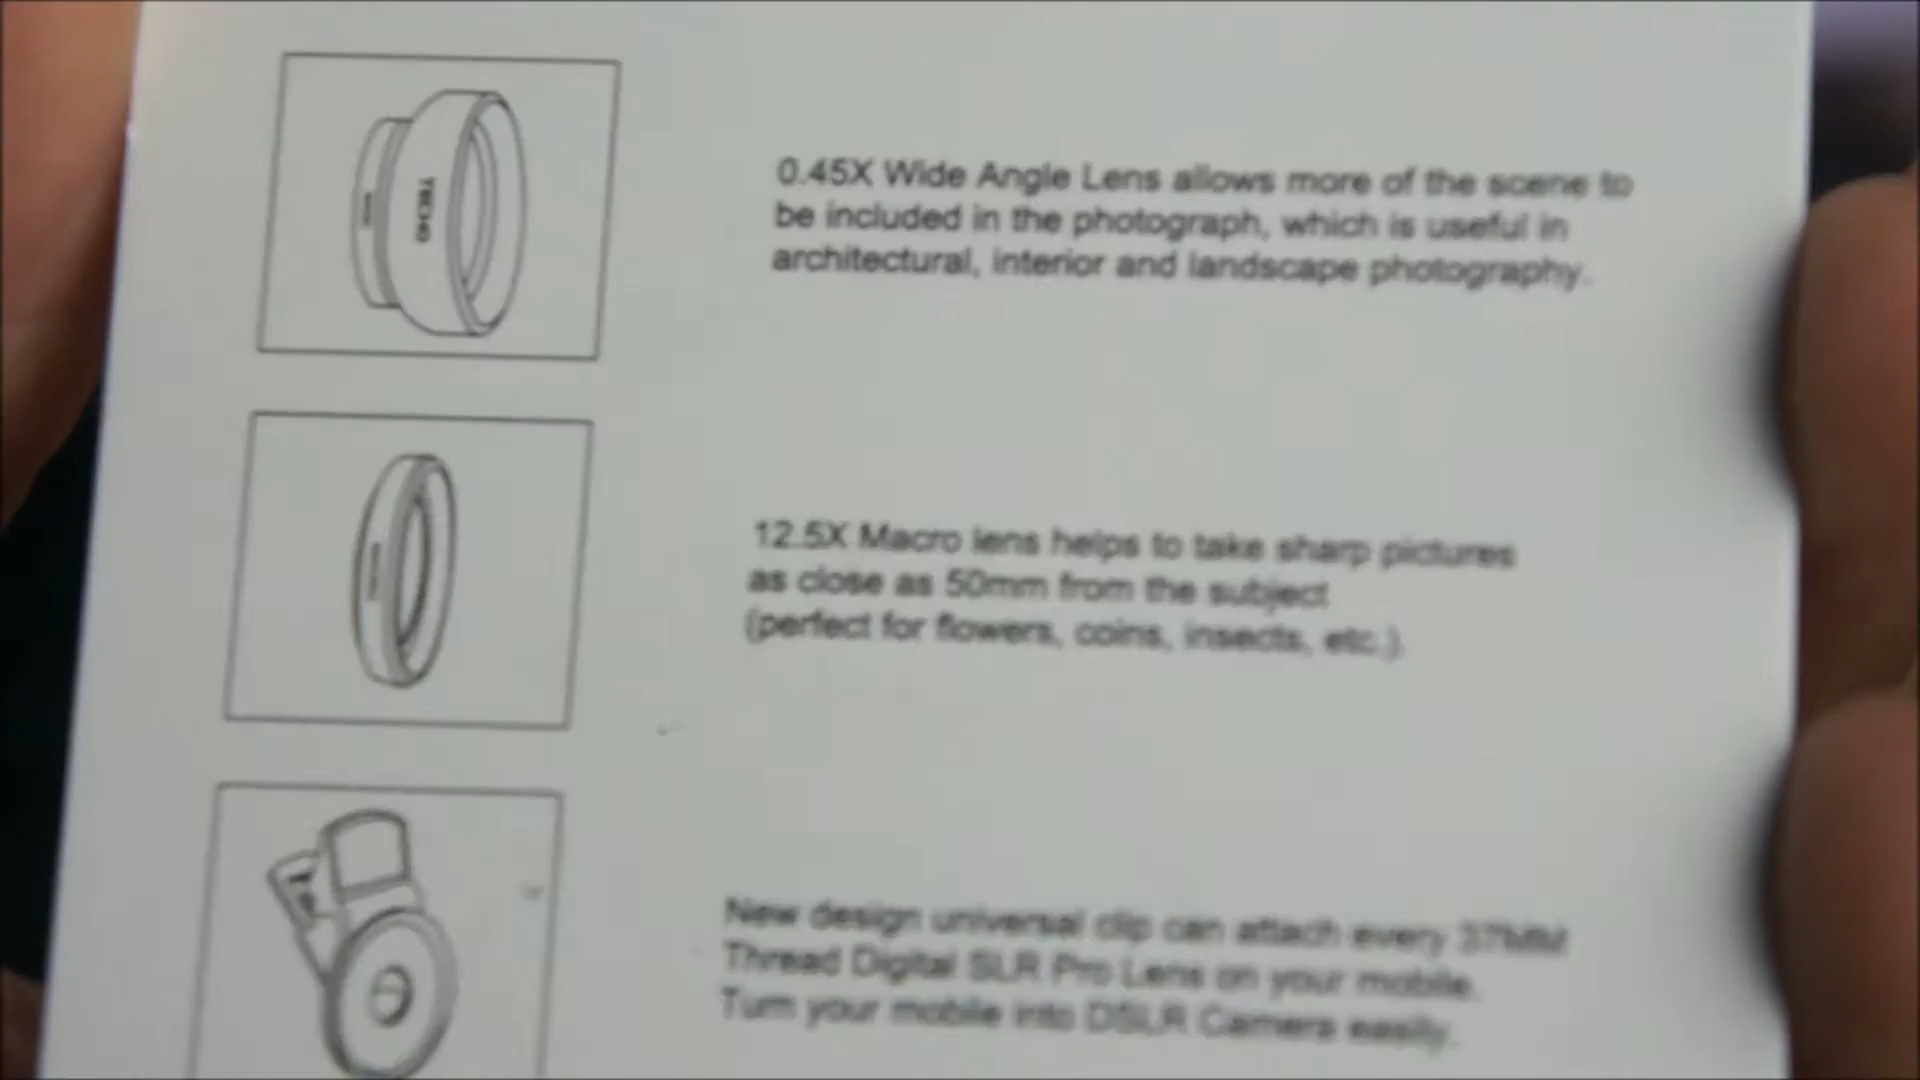 0.45X Wide Angle Lens allows more of the scene to
be included in the photograph, which is useful in
architectural, interior and landscape photography.
12.5X Macro lens helps to take sharp pictures
as close as 50mm from the subject
(perfect for flowers, coins, insects, etc.).
New design universal clip can attach every 37MM
Thread Digital SLR Pro Lens on your mobile.
Turn your mobile into DSLR Camera easily.